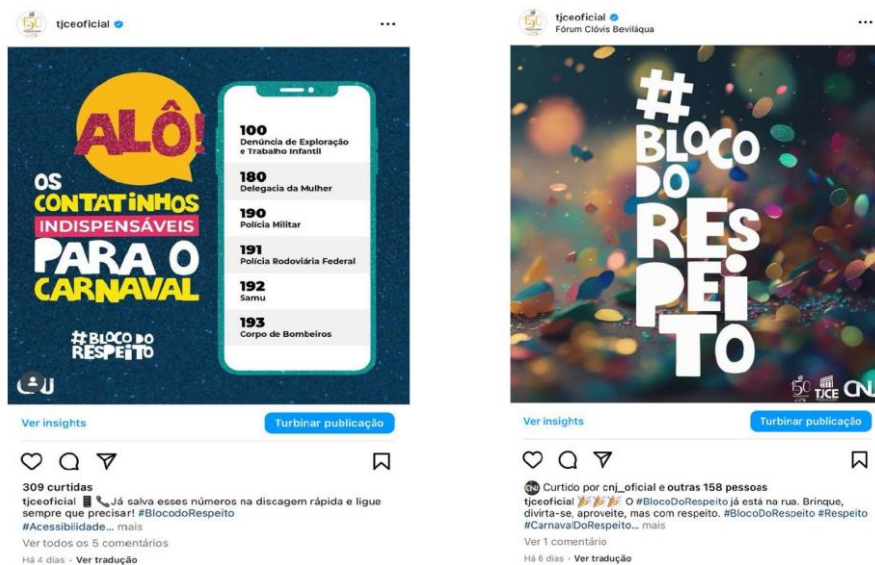 tjceoficial
ALÔ!
OS
CONTATINHOS
INDISPENSÁVEIS
PARA O
CARNAVAL
#BLOCO DO
RESPEITO
100
Denúncia de Exploração
e Trabalho Infantil
180
Delegacia da Mulher
190
Polícia Militar
191
Polícia Rodoviária Federal
192
Samu
193
Corpo de Bombeiros
Ver insights
Turbinar publicação
309 curtidas
tjceoficial Já salva esses números na discagem rápida e ligue
sempre que precisar! #BlocodoRespeito
#Acessibilidade... mais
Ver todos os 5 comentários
Há 4 dias • Ver tradução
tjceoficial
Fórum Clóvis Beviláqua
#
BLOCO
DO
RES
PEI
TO
150 TJCE CNJ
Ver insights
Turbinar publicação
Curtido por cnj_oficial e outras 158 pessoas
tjceoficial 🎉🎉🎉 O #BlocoDoRespeito já está na rua. Brinque,
divirta-se, aproveite, mas com respeito. #BlocoDoRespeito #Respeito
#CarnavalDoRespeito... mais
Ver 1 comentário
Há 6 dias • Ver tradução